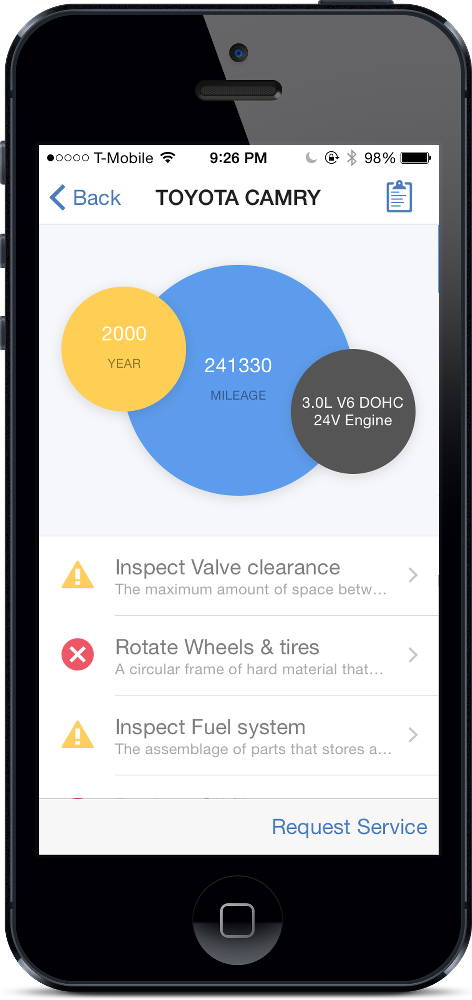 T-Mobile 9:26 PM 98%
Back TOYOTA CAMRY
2000
YEAR
241330
MILEAGE
3.0L V6 DOHC
24V Engine
Inspect Valve clearance
The maximum amount of space betw...
Rotate Wheels & tires
A circular frame of hard material that...
Inspect Fuel system
The assemblage of parts that stores a...
Request Service